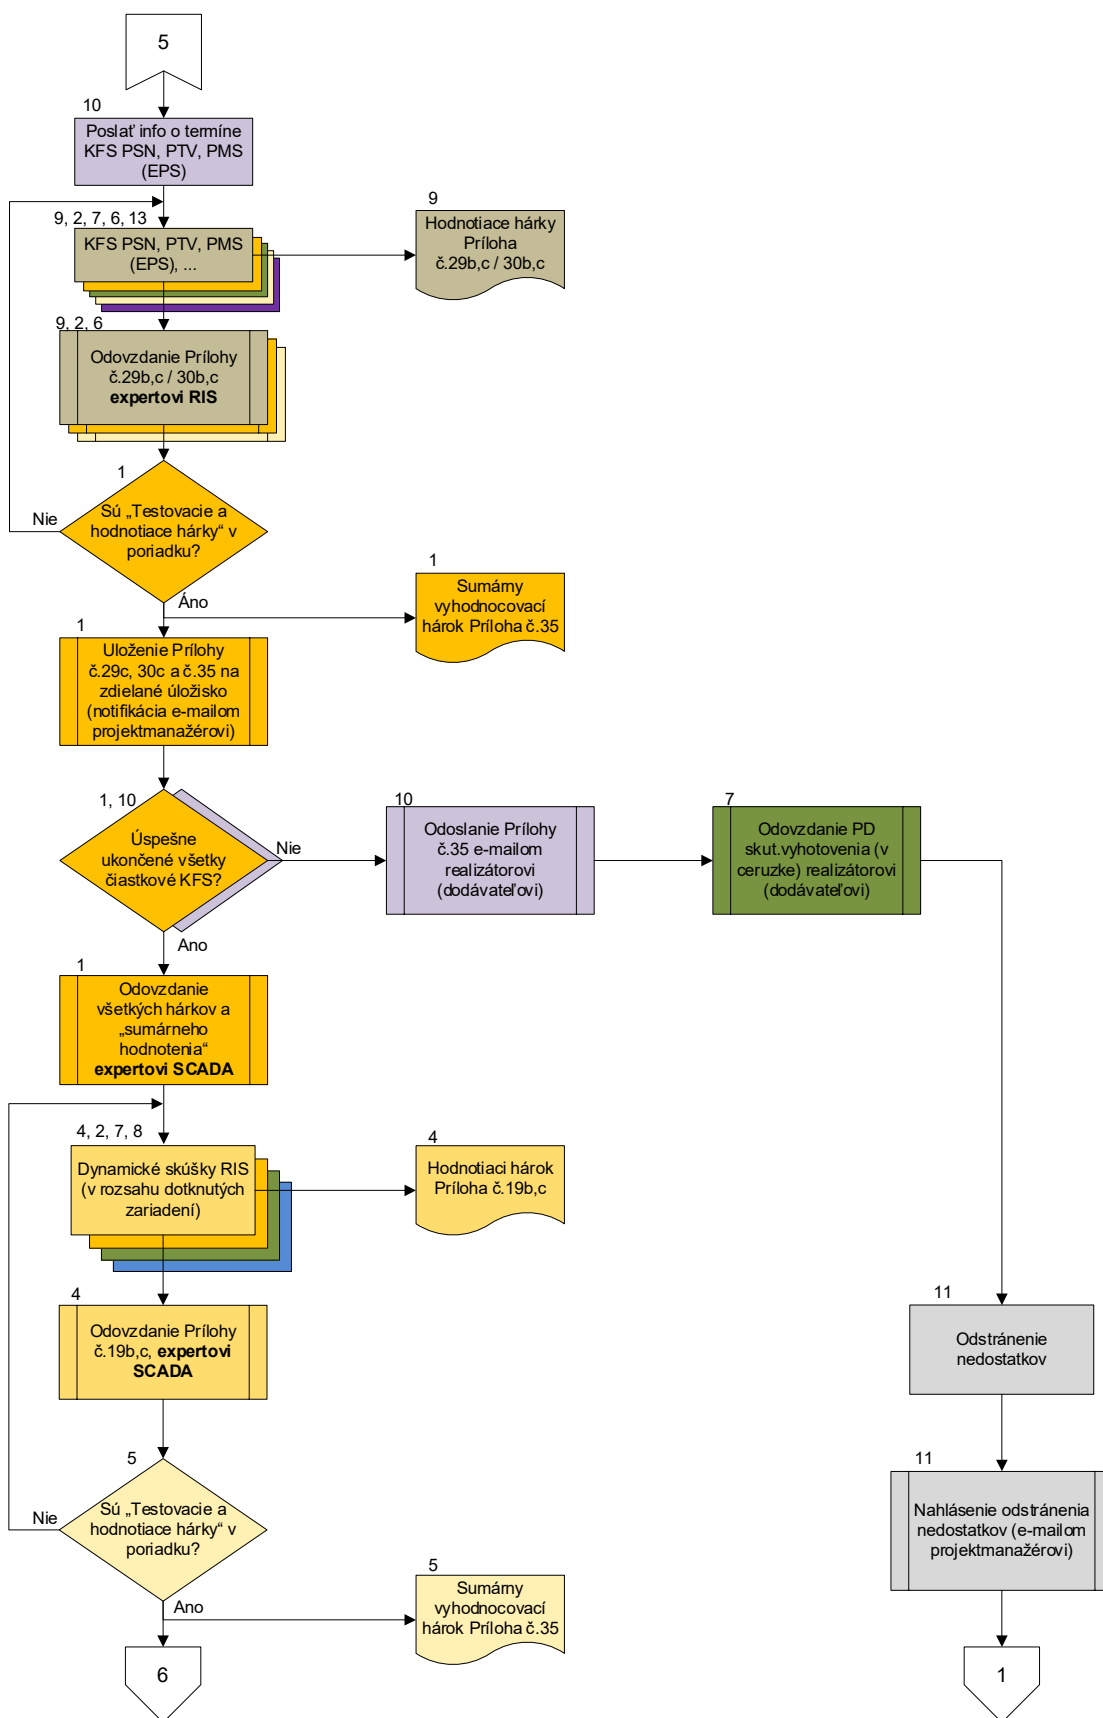 5
10
Poslať info o termíne
KFS PSN, PTV, PMS
(EPS)
9, 2, 7, 6, 13
KFS PSN, PTV, PMS
(EPS), ...
9
Hodnotiace hárky
Príloha
č.29b,c / 30b,c
9, 2, 6
Odovzdanie Prílohy
č.29b,c / 30b,c
expertovi RIS
1
Sú „Testovacie a
hodnotiace hárky“ v
poriadku?
Nie
Áno
1
Sumárny
vyhodnocovací
hárok Príloha č.35
1
Uloženie Prílohy
č.29c, 30c a č.35 na
zdielané úložisko
(notifikácia e-mailom
projektmanažérovi)
1, 10
Úspešne
ukončené všetky
čiastkové KFS?
Nie
Ano
10
Odoslanie Prílohy
č.35 e-mailom
realizátorovi
(dodávateľovi)
7
Odovzdanie PD
skut.vyhotovenia (v
ceruzke) realizátorovi
(dodávateľovi)
1
Odovzdanie
všetkých hárkov a
„sumárneho
hodnotenia“
expertovi SCADA
4, 2, 7, 8
Dynamické skúšky RIS
(v rozsahu dotknutých
zariadení)
4
Hodnotiaci hárok
Príloha č.19b,c
4
Odovzdanie Prílohy
č.19b,c, expertovi
SCADA
11
Odstránenie
nedostatkov
5
Sú „Testovacie a
hodnotiace hárky“ v
poriadku?
Nie
Ano
11
Nahlásenie odstránenia
nedostatkov (e-mailom
projektmanažérovi)
5
Sumárny
vyhodnocovací
hárok Príloha č.35
6
1